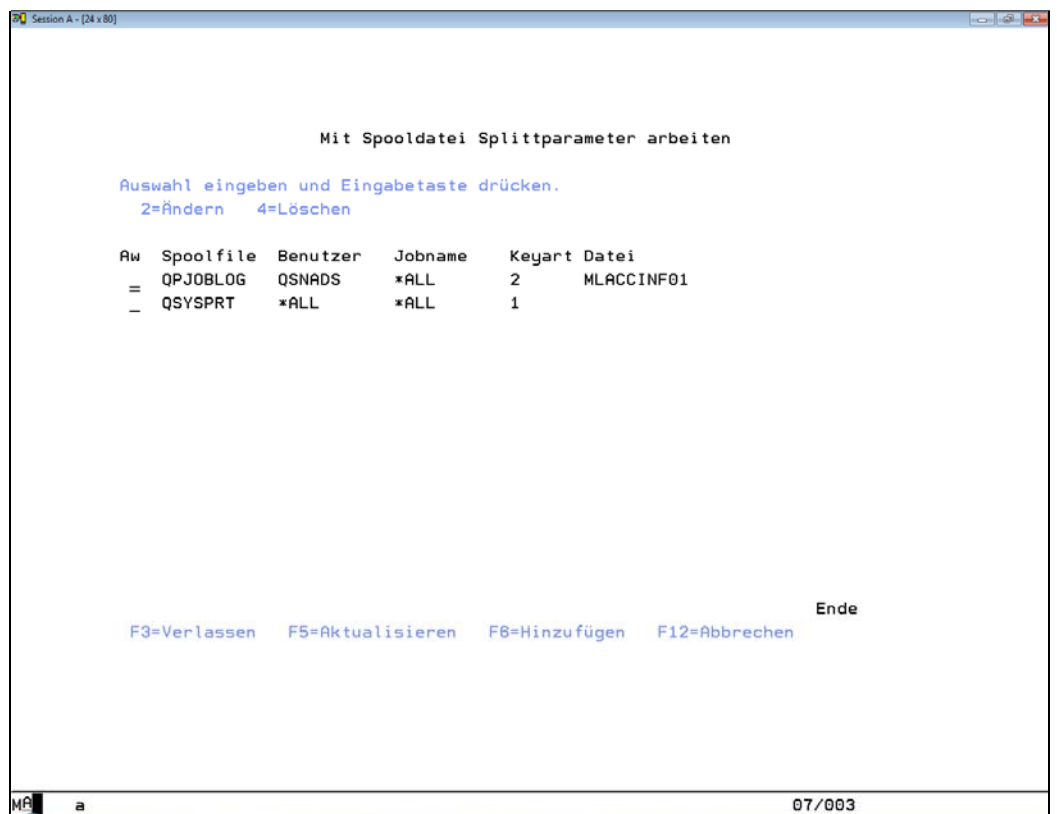 Session A - [24 x 80]
Mit Spooldatei Splittparameter arbeiten
Auswahl eingeben und Eingabetaste drücken.
2=Ändern 4=Löschen
Aw Spoolfile Benutzer Jobname Keyart Datei
_ QPJOBLOG QSNADS *ALL 2 MLACCINF01
_ QSYSPRT *ALL *ALL 1
Ende
F3=Verlassen F5=Aktualisieren F6=Hinzufügen F12=Abbrechen
MA a 07/003